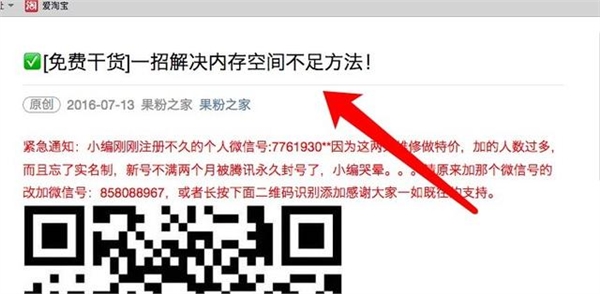 爱淘宝
✅[免费干货]一招解决内存空间不足方法！
原创 2016-07-13 果粉之家 果粉之家
紧急通知：小编刚刚注册不久的个人微信号:7761930**因为这两 维修做特价，加的人数过多，
而且忘了实名制，新号不满两个月被腾讯永久封号了，小编哭晕。。。 原来加那个微信号的
改加微信号：858088967，或者长按下面二维码识别添加感谢大家一如既往的支持。